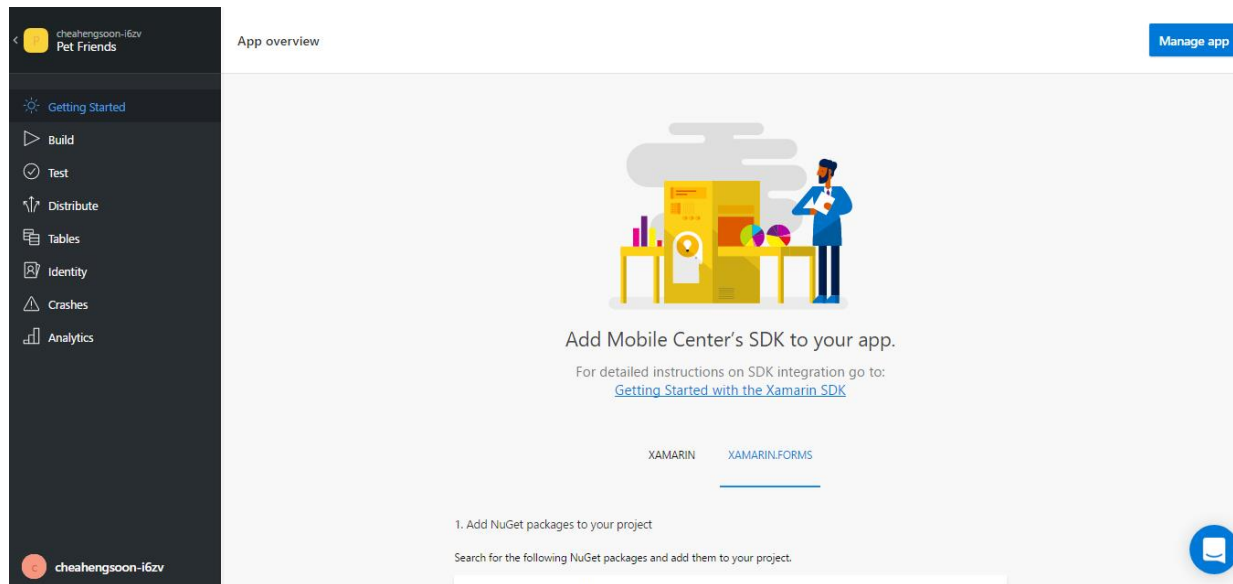 cheahengsoon-i6zv
Pet Friends
App overview
Manage app
Getting Started
Build
Test
Distribute
Tables
Identity
Crashes
Analytics
Add Mobile Center's SDK to your app.
For detailed instructions on SDK integration go to:
Getting Started with the Xamarin SDK
XAMARIN
XAMARIN.FORMS
1. Add NuGet packages to your project
Search for the following NuGet packages and add them to your project.
c
cheahengsoon-i6zv